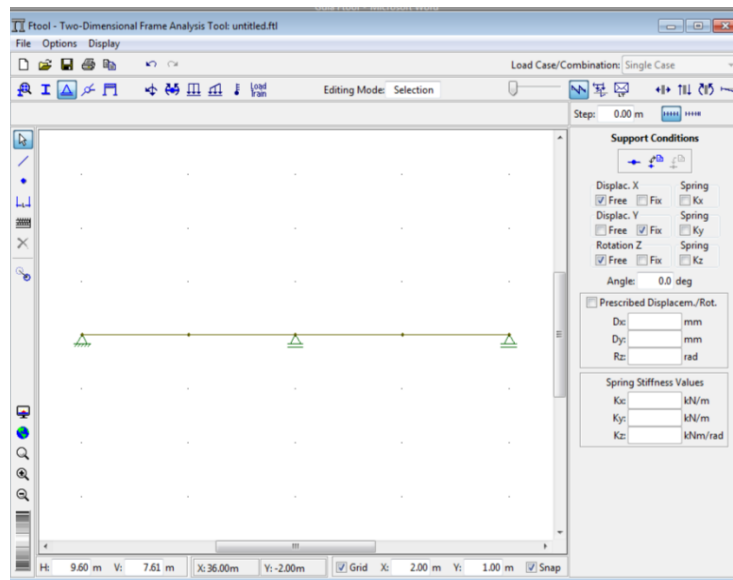 Ftool - Two-Dimensional Frame Analysis Tool: untitled.ftl
File Options Display
Load Case/Combination: Single Case
Load Train
Editing Mode: Selection
Step: 0.00 m
Support Conditions
Displac. X Spring
Free Fix Kx
Displac. Y Spring
Free Fix Ky
Rotation Z Spring
Free Fix Kz
Angle: 0.0 deg
Prescribed Displacem./Rot.
Dx: mm
Dy: mm
Rz: rad
Spring Stiffness Values
Kx: kN/m
Ky: kN/m
Kz: kNm/rad
H: 9.60 m V: 7.61 m X: 36.00m Y: -2.00m Grid X: 2.00 m Y: 1.00 m Snap